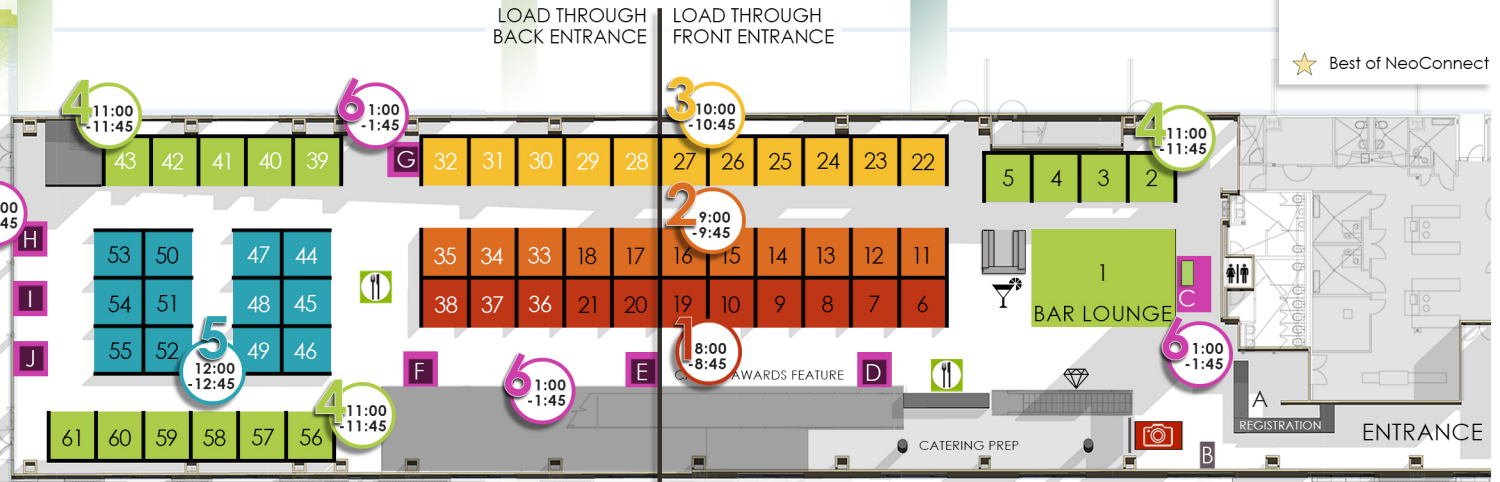 LOAD THROUGH
BACK ENTRANCE
LOAD THROUGH
FRONT ENTRANCE
Best of NeoConnect
4 11:00
-11:45
6 1:00
-1:45
3 10:00
-10:45
4 11:00
-11:45
43 42 41 40 39
G
32 31 30 29 28 27 26 25 24 23 22
5 4 3 2
2 9:00
-9:45
00
45
H
53 50 47 44
35 34 33 18 17 16 15 14 13 12 11
1
BAR LOUNGE
C
I
54 51 48 45
38 37 36 21 20 19 10 9 8 7 6
J
55 52 49 46
5 12:00
-12:45
1 8:00
-8:45
6 1:00
-1:45
F
6 1:00
-1:45
E
AWARDS FEATURE
D
4 11:00
-11:45
A
REGISTRATION
ENTRANCE
61 60 59 58 57 56
CATERING PREP
B